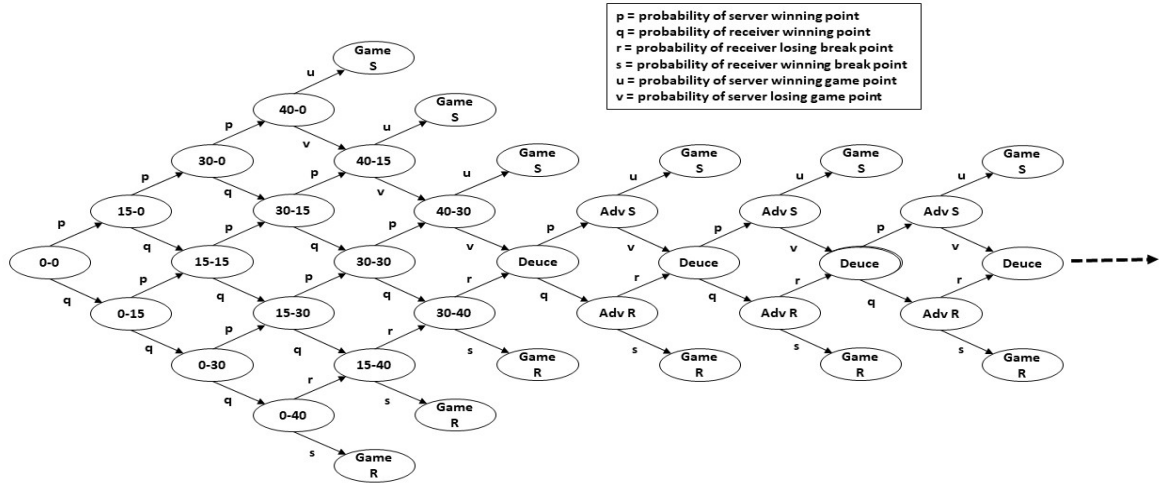 p = probability of server winning point
q = probability of receiver winning point
r = probability of receiver losing break point
s = probability of receiver winning break point
u = probability of server winning game point
v = probability of server losing game point
Game
S
u
40-0
Game
S
p
v
u
30-0
40-15
Game
S
Game
S
Game
S
Game
S
p
q
p
v
u
u
u
u
15-0
30-15
40-30
Adv S
Adv S
Adv S
p
q
p
q
p
v
p
v
p
v
p
v
0-0
15-15
30-30
Deuce
Deuce
Deuce
Deuce
q
p
q
p
q
r
q
r
q
r
q
r
0-15
15-30
30-40
Adv R
Adv R
Adv R
q
p
q
r
s
s
s
s
0-30
15-40
Game
R
Game
R
Game
R
Game
R
q
r
s
0-40
Game
R
s
Game
R